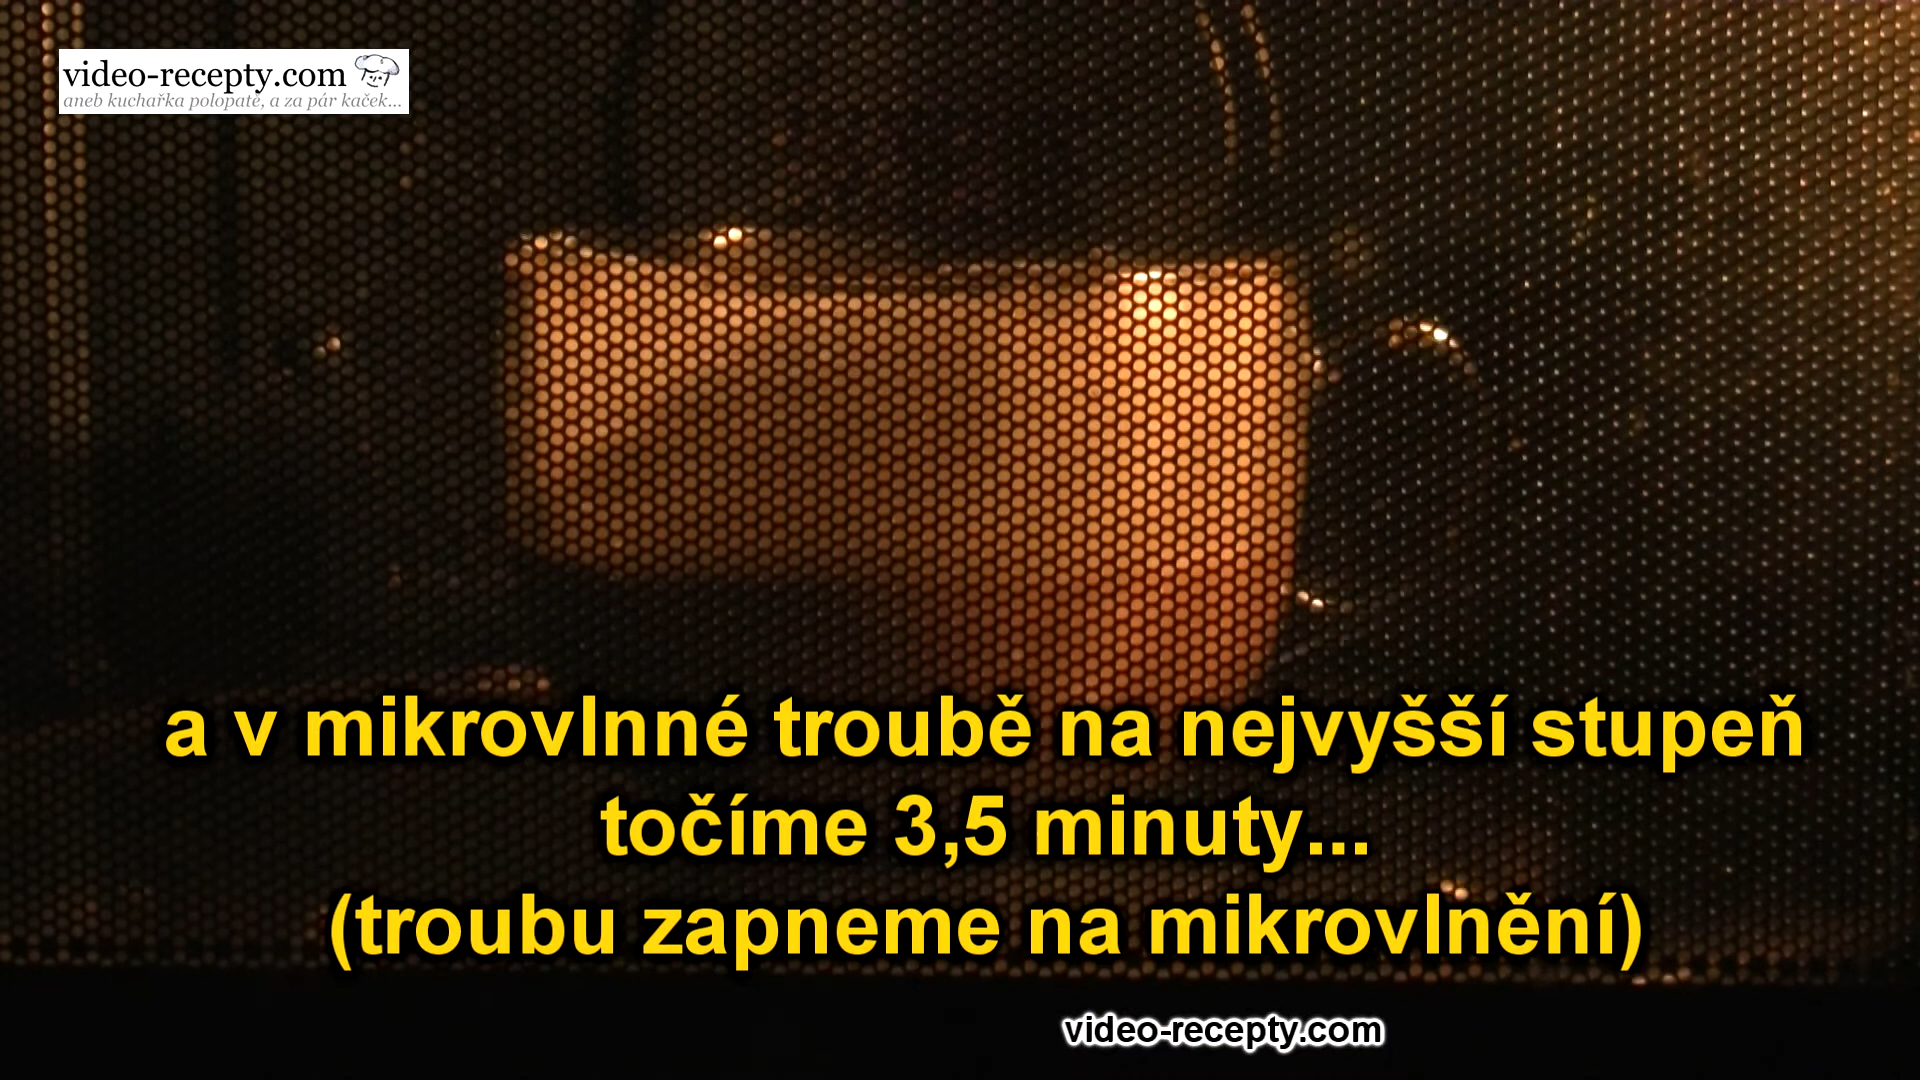 video-recepty.com
aneb kuchařka polopatě, a za pár kaček...
a v mikrovlnné troubě na nejvyšší stupeň
točíme 3,5 minuty...
(troubu zapneme na mikrovlnění)
video-recepty.com